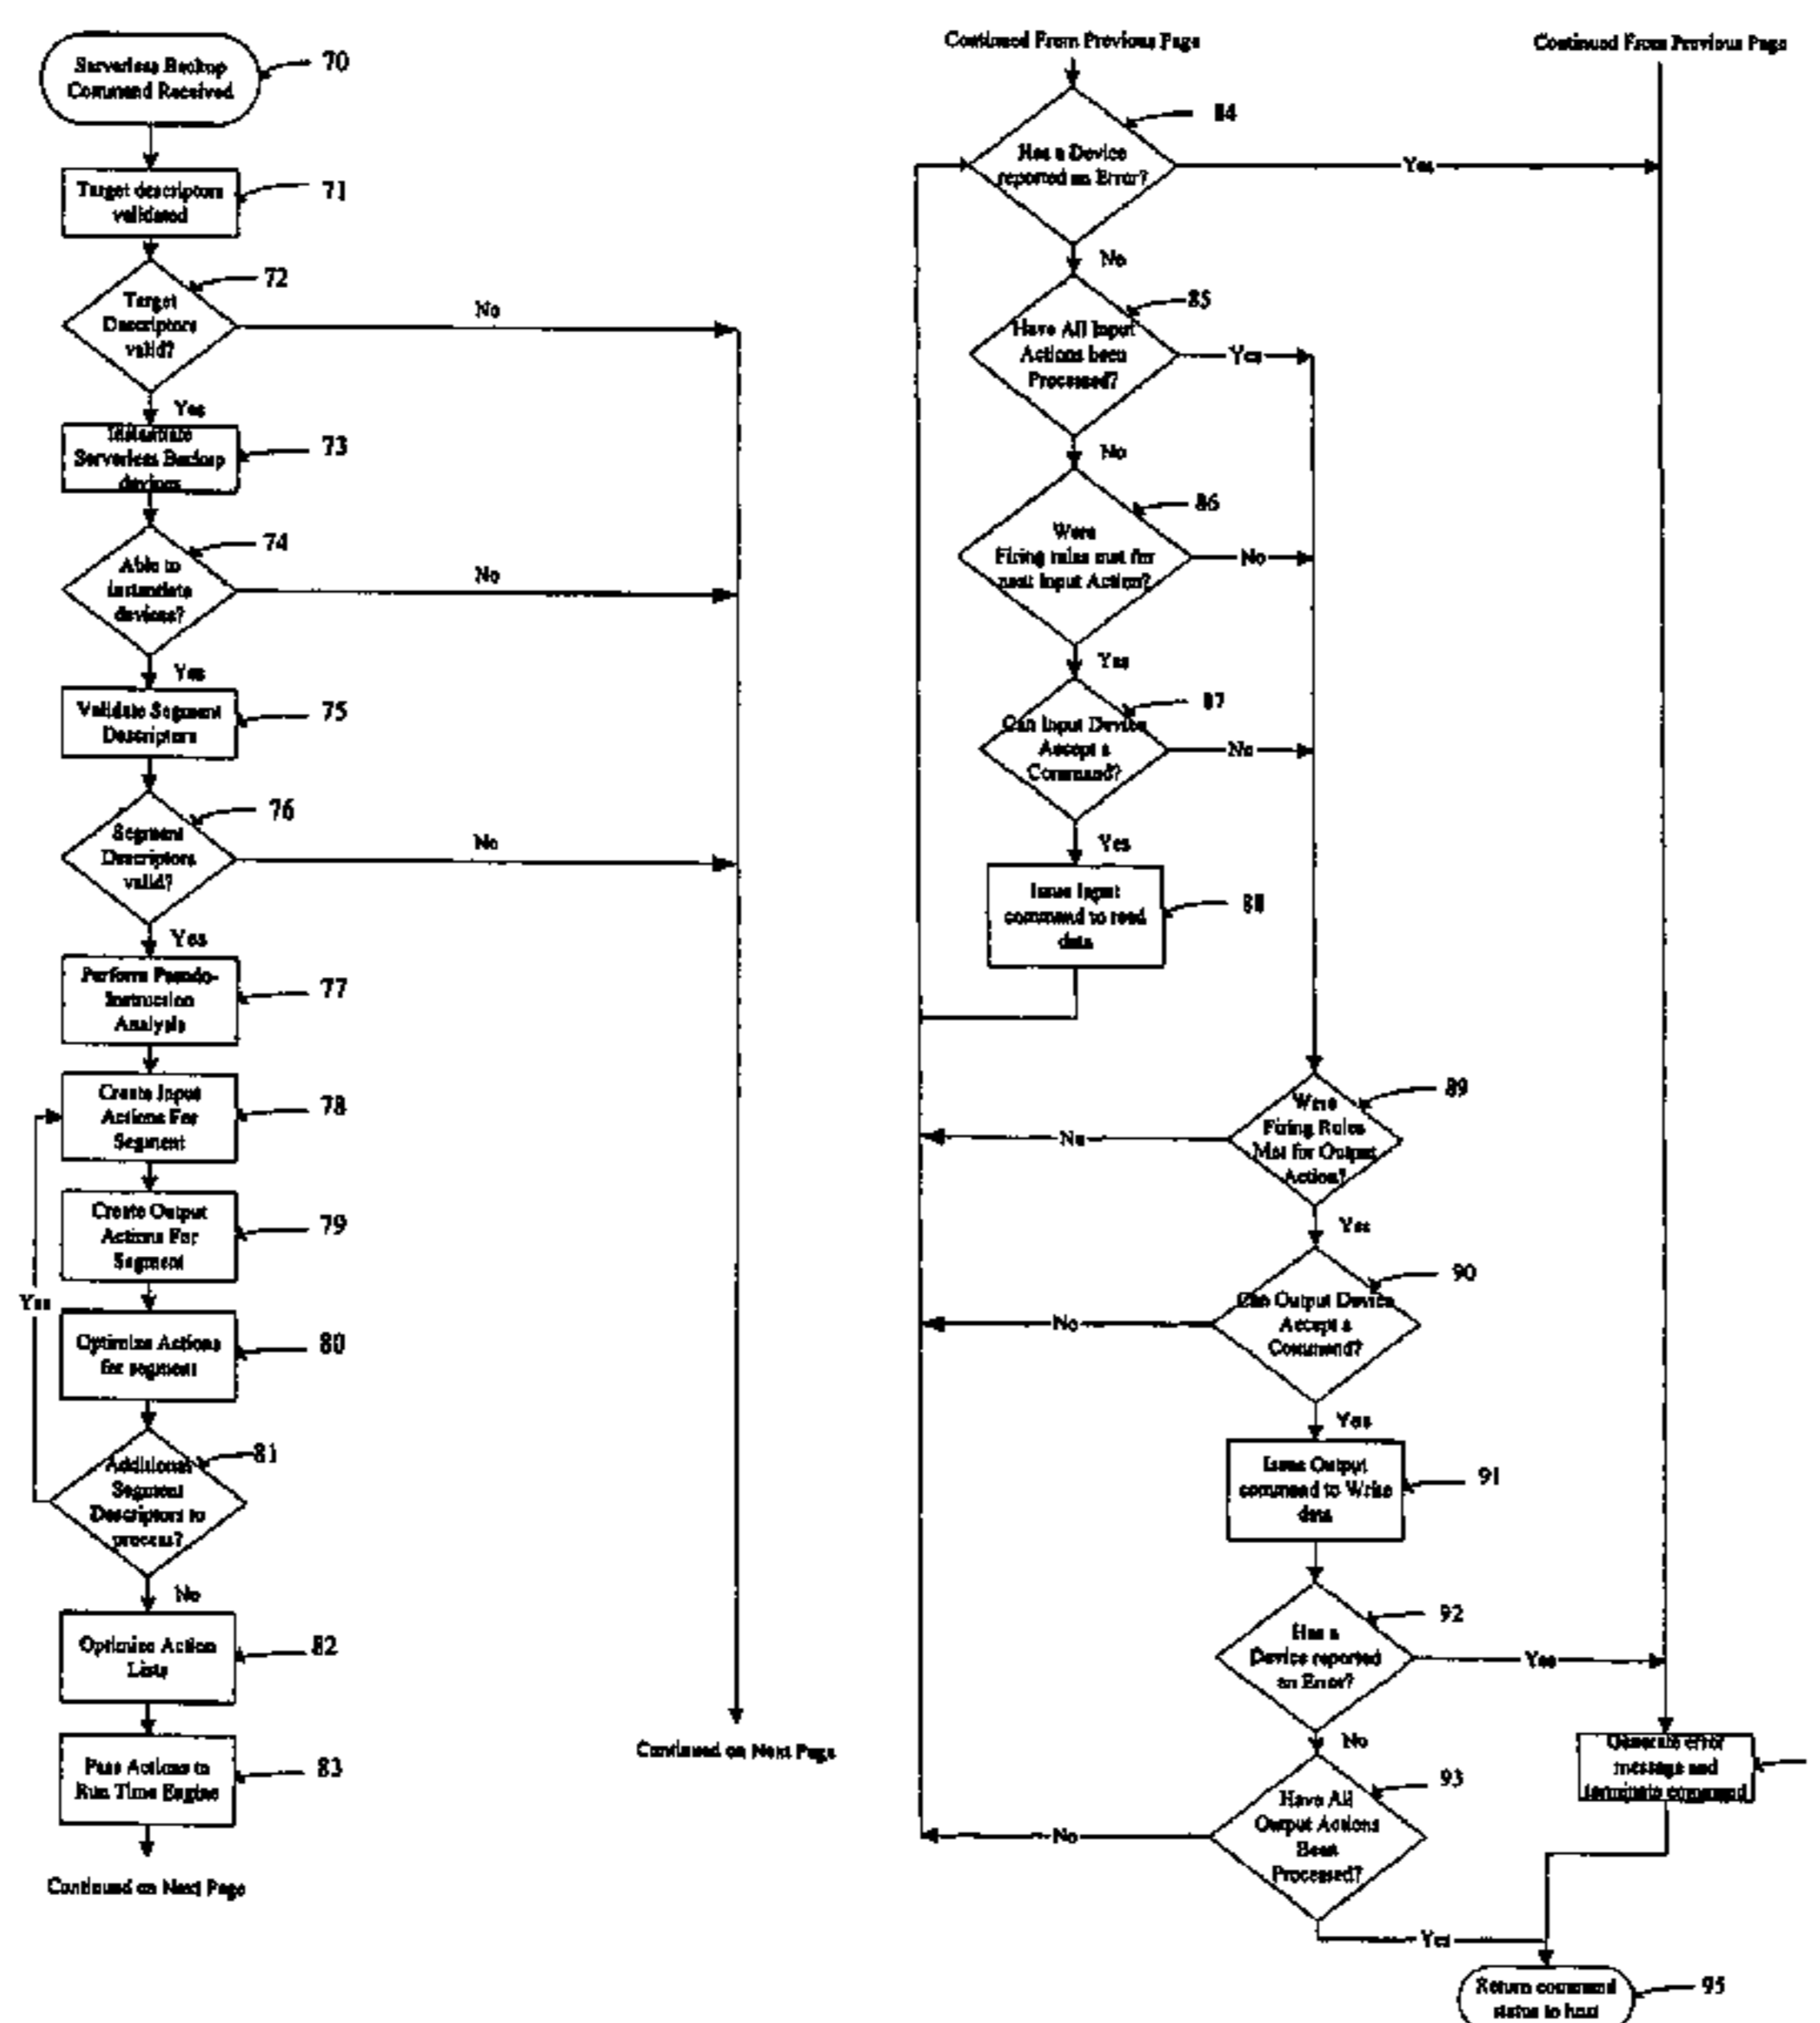 Serverless Backup
Command Received
70
Target descriptors
validated
71
Target
Descriptors
valid?
72
No
Yes
Instantiate
Serverless Backup
devices
73
Able to
instantiate
devices?
74
No
Yes
Validate Segment
Descriptors
75
Segment
Descriptors
valid?
76
No
Yes
Perform Pseudo-
Instruction
Analysis
77
Create Input
Actions For
Segment
78
Create Output
Actions For
Segment
79
Yes
Optimize Actions
for segment
80
Additional
Segment
Descriptors to
process?
81
No
Optimize Action
Lists
82
Pass Actions to
Run Time Engine
83
Continued on Next Page
Continued on Next Page
Continued From Previous Page
Continued From Previous Page
Has a Device
reported an Error?
84
Yes
No
Have All Input
Actions been
Processed?
85
Yes
No
Were
Firing rules met for
next Input Action?
86
No
Yes
Can Input Device
Accept a
Command?
87
No
Yes
Issue Input
command to read
data
88
Were
Firing Rules
Met for Output
Action?
89
No
Yes
Can Output Device
Accept a
Command?
90
No
Yes
Issue Output
command to Write
data
91
Has a
Device reported
an Error?
92
Yes
No
Have All
Output Actions
Been
Processed?
93
No
Yes
Generate error
message and
terminate command
Return command
status to host
95